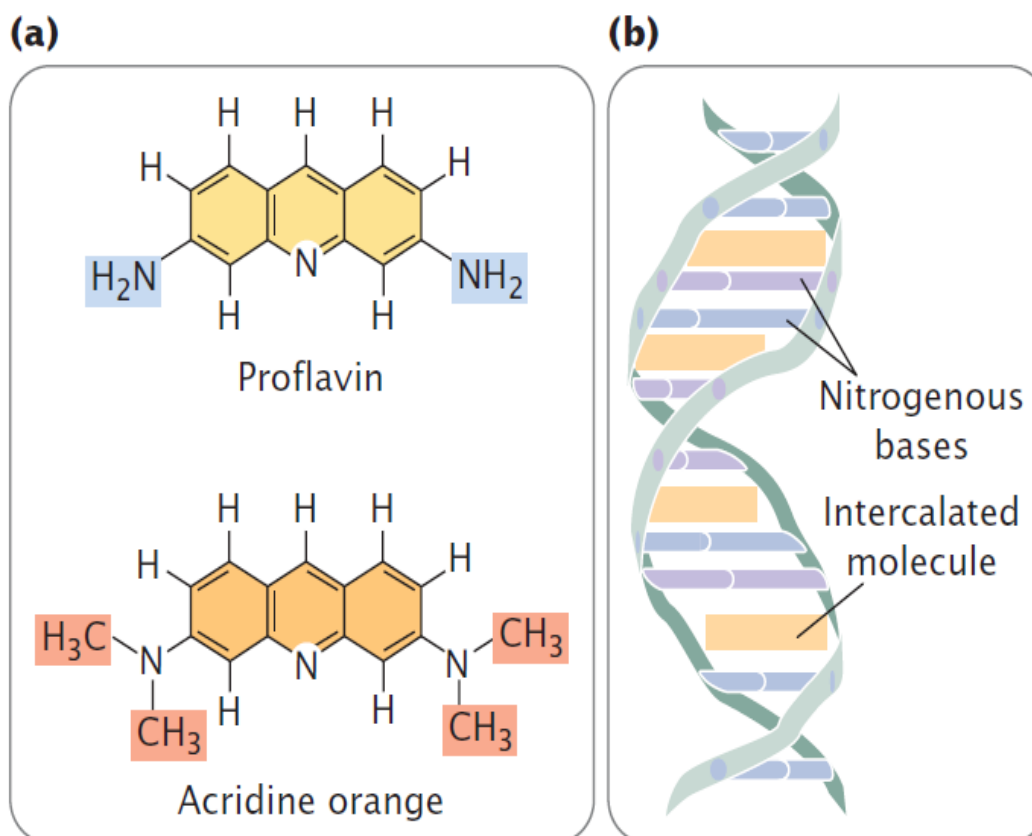 (a)
H H H
H H
H₂N N NH₂
H H
Proflavin
H H H
H H
H₃C N N N CH₃
CH₃ H H CH₃
Acridine orange
(b)
Nitrogenous
bases
Intercalated
molecule